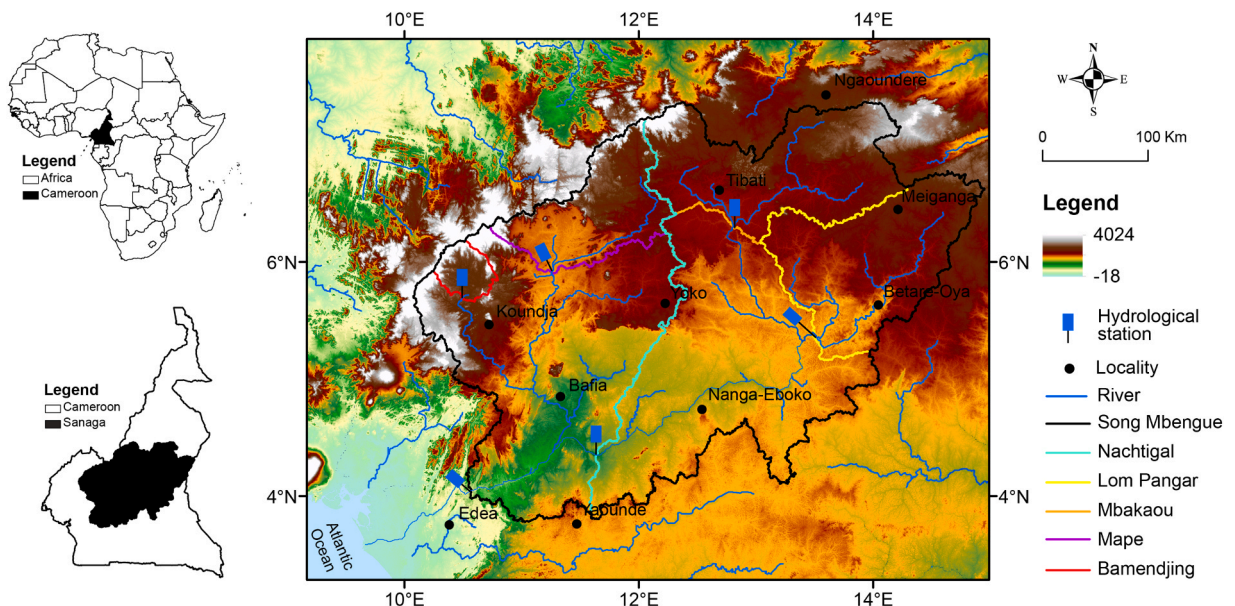 Legend
Africa
Cameroon
Legend
Cameroon
Sanaga
10°E
12°E
14°E
6°N
4°N
6°N
4°N
10°E
12°E
14°E
Ngaoundere
Tibati
Meiganga
Yoko
Betare-Oya
Koundja
Bafia
Nanga-Eboko
Edea
Yaounde
Atlantic
Ocean
N
W E
S
0 100 Km
Legend
4024
-18
Hydrological
station
Locality
River
Song Mbengue
Nachtigal
Lom Pangar
Mbakaou
Mape
Bamendjing